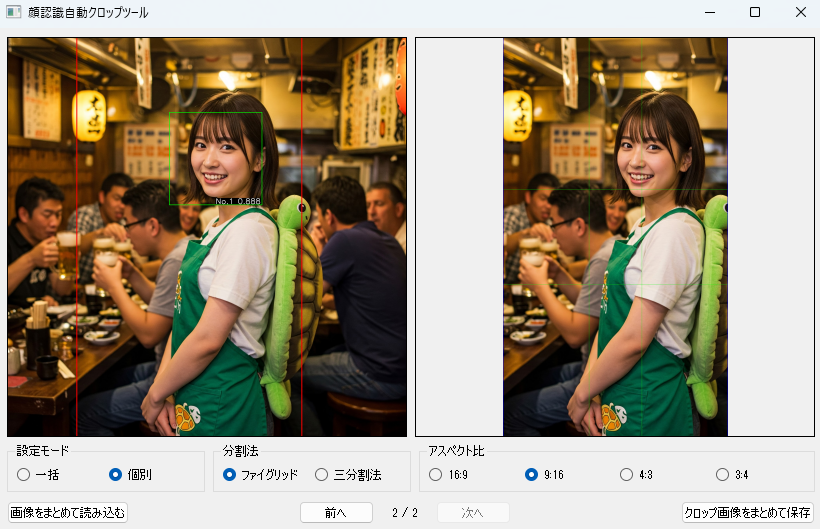 顔認識自動クロップツール
大
No.1 0.888
設定モード
一括
個別
分割法
ファイグリッド
三分割法
アスペクト比
16:9
9:16
4:3
3:4
画像をまとめて読み込む
前へ
2 / 2
次へ
クロップ画像をまとめて保存